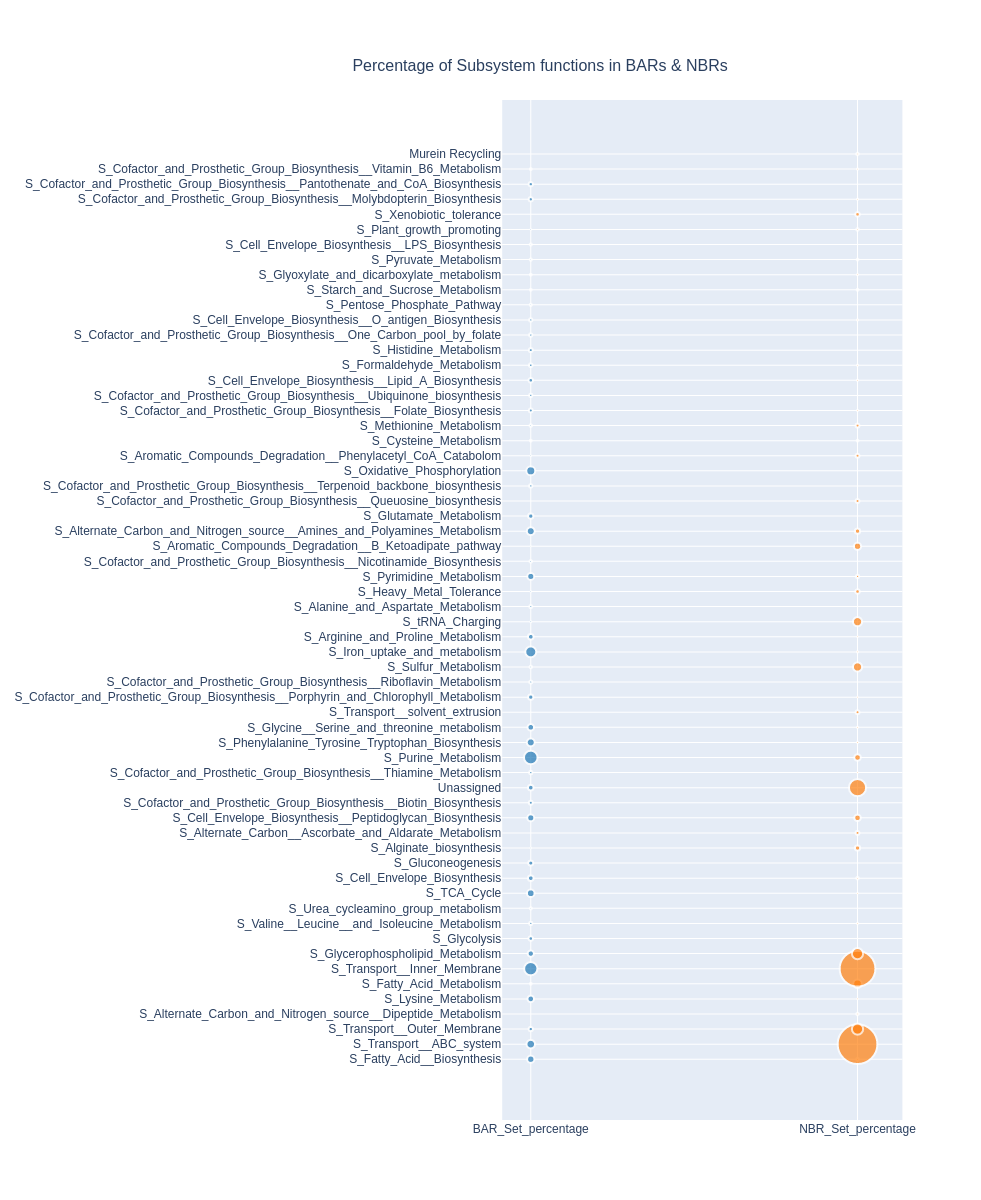 Percentage of Subsystem functions in BARs & NBRs
Murein Recycling
S_Cofactor_and_Prosthetic_Group_Biosynthesis__Vitamin_B6_Metabolism
S_Cofactor_and_Prosthetic_Group_Biosynthesis__Pantothenate_and_CoA_Biosynthesis
S_Cofactor_and_Prosthetic_Group_Biosynthesis__Molybdopterin_Biosynthesis
S_Xenobiotic_tolerance
S_Plant_growth_promoting
S_Cell_Envelope_Biosynthesis__LPS_Biosynthesis
S_Pyruvate_Metabolism
S_Glyoxylate_and_dicarboxylate_metabolism
S_Starch_and_Sucrose_Metabolism
S_Pentose_Phosphate_Pathway
S_Cell_Envelope_Biosynthesis__O_antigen_Biosynthesis
S_Cofactor_and_Prosthetic_Group_Biosynthesis__One_Carbon_pool_by_folate
S_Histidine_Metabolism
S_Formaldehyde_Metabolism
S_Cell_Envelope_Biosynthesis__Lipid_A_Biosynthesis
S_Cofactor_and_Prosthetic_Group_Biosynthesis__Ubiquinone_biosynthesis
S_Cofactor_and_Prosthetic_Group_Biosynthesis__Folate_Biosynthesis
S_Methionine_Metabolism
S_Cysteine_Metabolism
S_Aromatic_Compounds_Degradation__Phenylacetyl_CoA_Catabolom
S_Oxidative_Phosphorylation
S_Cofactor_and_Prosthetic_Group_Biosynthesis__Terpenoid_backbone_biosynthesis
S_Cofactor_and_Prosthetic_Group_Biosynthesis__Queuosine_biosynthesis
S_Glutamate_Metabolism
S_Alternate_Carbon_and_Nitrogen_source__Amines_and_Polyamines_Metabolism
S_Aromatic_Compounds_Degradation__B_Ketoadipate_pathway
S_Cofactor_and_Prosthetic_Group_Biosynthesis__Nicotinamide_Biosynthesis
S_Pyrimidine_Metabolism
S_Heavy_Metal_Tolerance
S_Alanine_and_Aspartate_Metabolism
S_tRNA_Charging
S_Arginine_and_Proline_Metabolism
S_Iron_uptake_and_metabolism
S_Sulfur_Metabolism
S_Cofactor_and_Prosthetic_Group_Biosynthesis__Riboflavin_Metabolism
S_Cofactor_and_Prosthetic_Group_Biosynthesis__Porphyrin_and_Chlorophyll_Metabolism
S_Transport__solvent_extrusion
S_Glycine__Serine_and_threonine_metabolism
S_Phenylalanine_Tyrosine_Tryptophan_Biosynthesis
S_Purine_Metabolism
S_Cofactor_and_Prosthetic_Group_Biosynthesis__Thiamine_Metabolism
Unassigned
S_Cofactor_and_Prosthetic_Group_Biosynthesis__Biotin_Biosynthesis
S_Cell_Envelope_Biosynthesis__Peptidoglycan_Biosynthesis
S_Alternate_Carbon__Ascorbate_and_Aldarate_Metabolism
S_Alginate_biosynthesis
S_Gluconeogenesis
S_Cell_Envelope_Biosynthesis
S_TCA_Cycle
S_Urea_cycleamino_group_metabolism
S_Valine__Leucine__and_Isoleucine_Metabolism
S_Glycolysis
S_Glycerophospholipid_Metabolism
S_Transport__Inner_Membrane
S_Fatty_Acid_Metabolism
S_Lysine_Metabolism
S_Alternate_Carbon_and_Nitrogen_source__Dipeptide_Metabolism
S_Transport__Outer_Membrane
S_Transport__ABC_system
S_Fatty_Acid__Biosynthesis
BAR_Set_percentage
NBR_Set_percentage